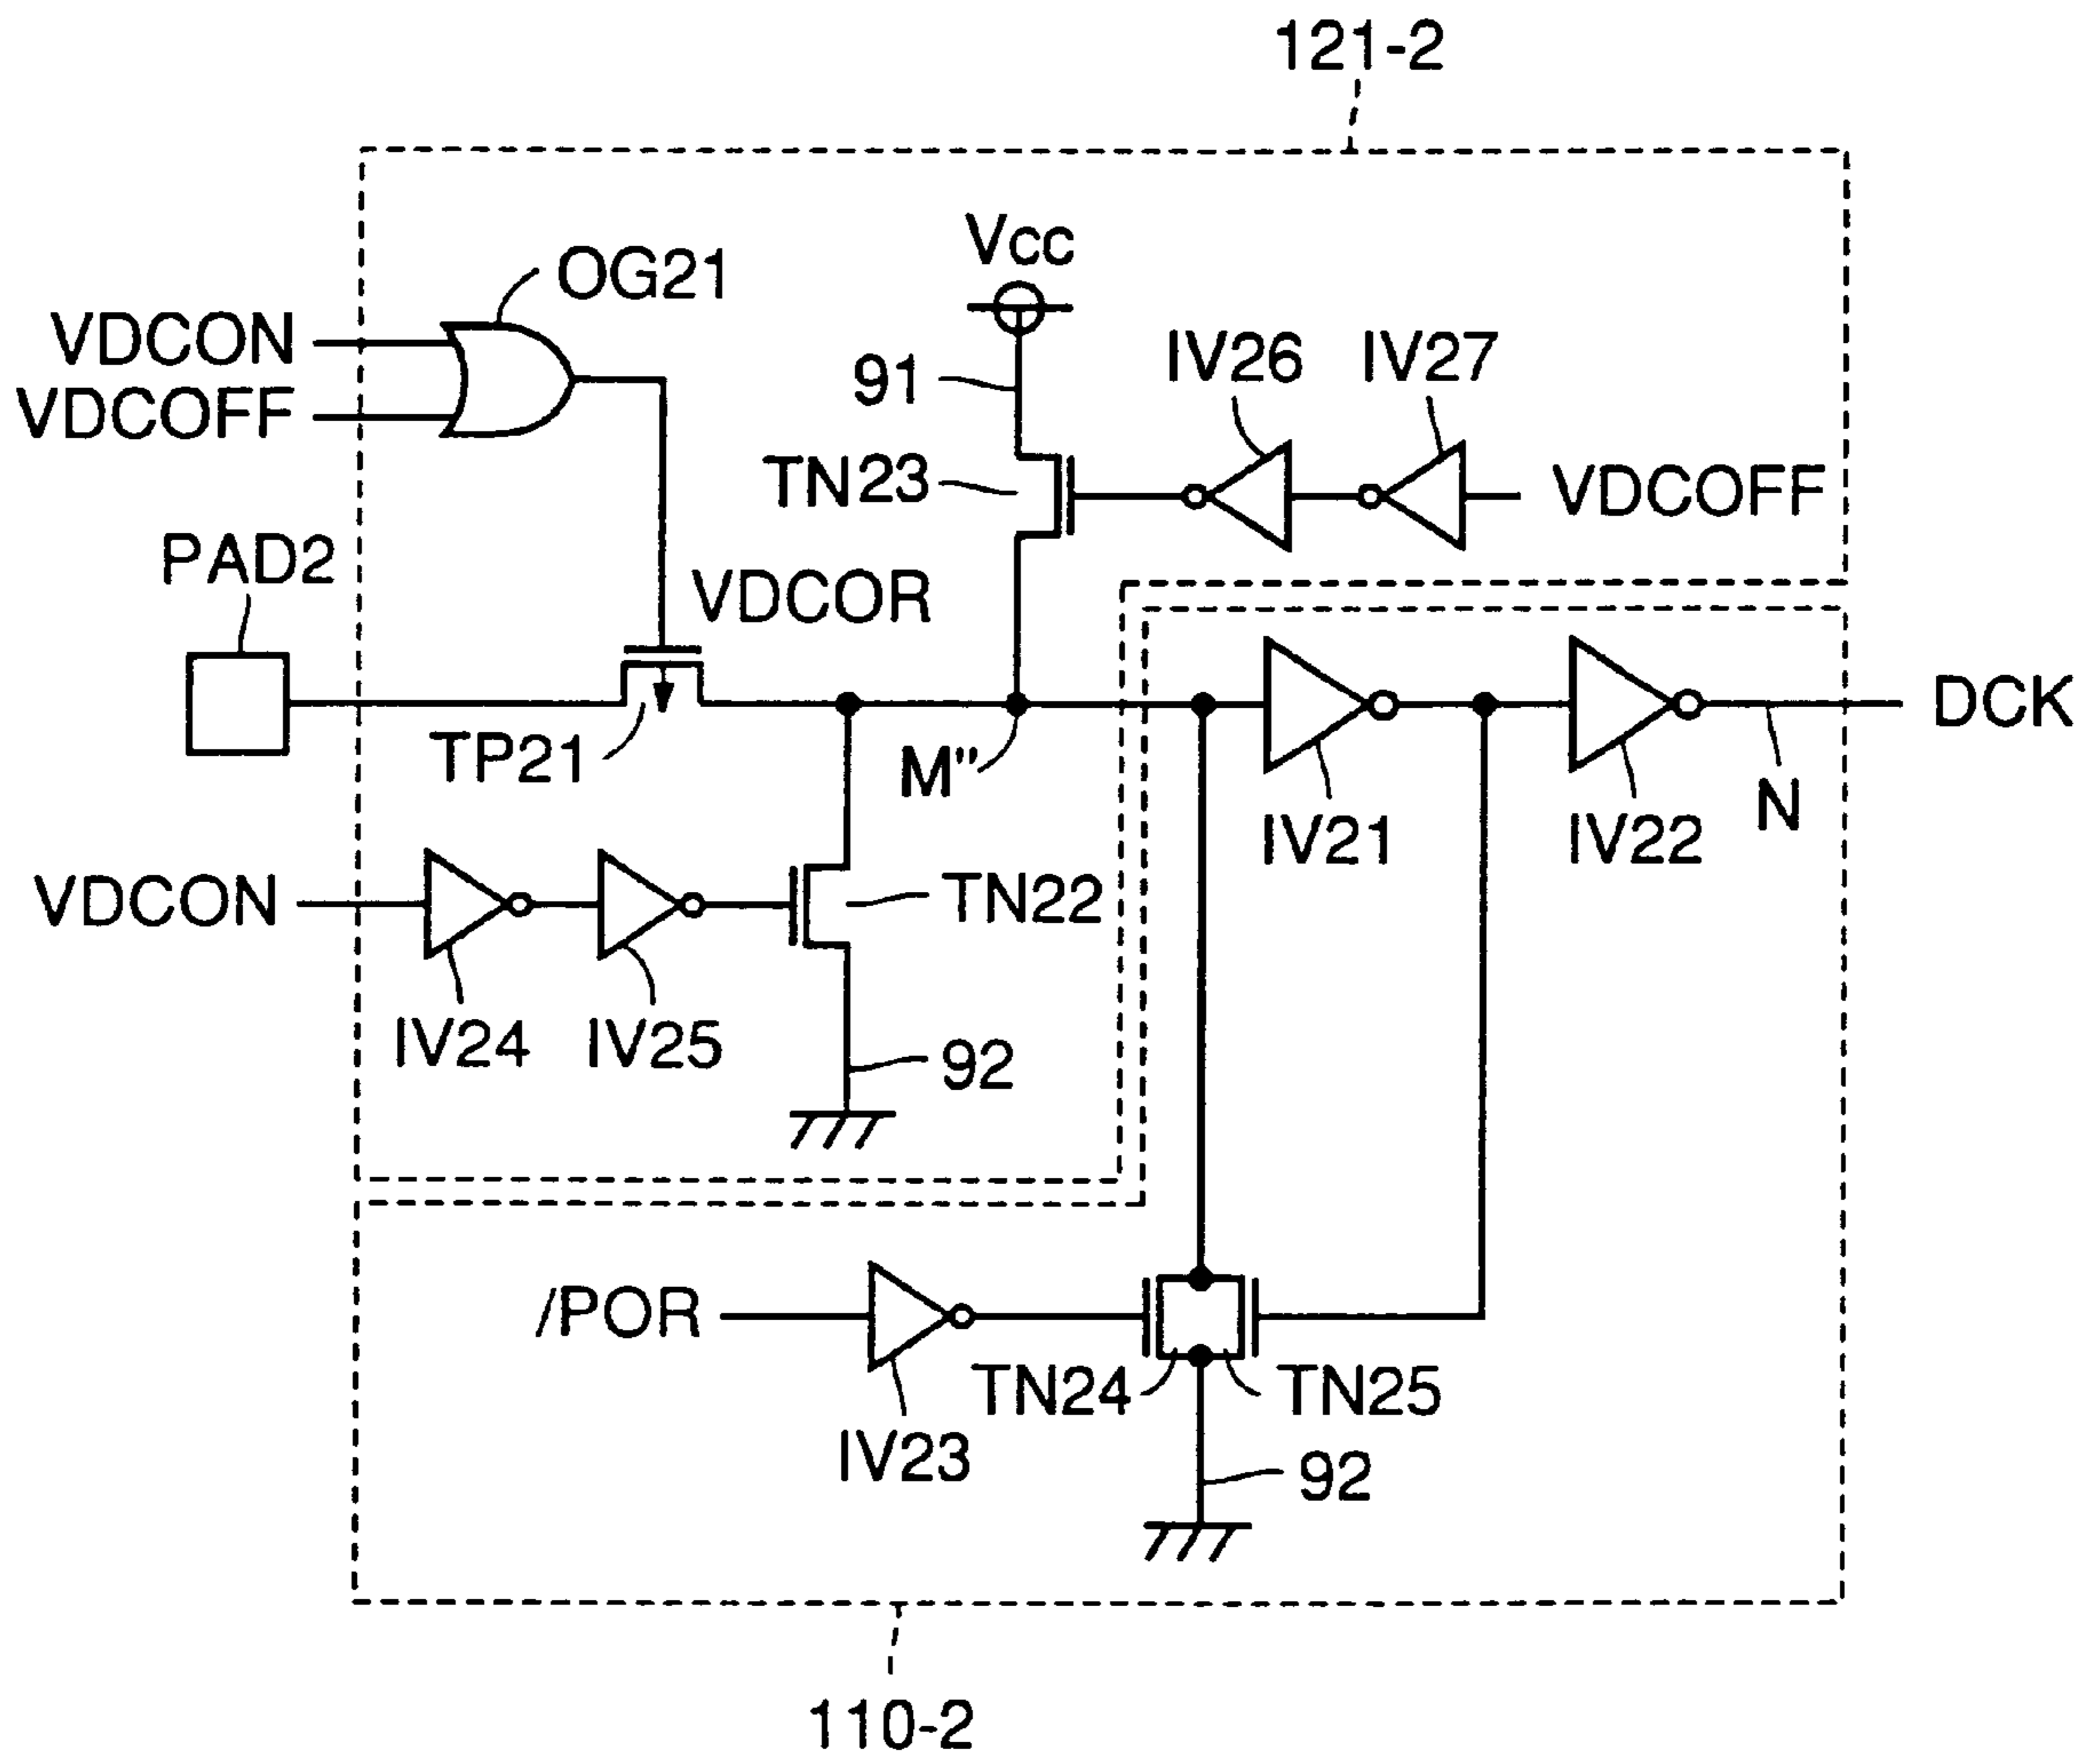 121-2
Vcc
OG21
VDCON
VDCOFF
91
IV26
IV27
TN23
VDCOFF
PAD2
VDCOR
TP21
M"
DCK
N
IV21
IV22
VDCON
TN22
IV24
IV25
92
/POR
TN24
TN25
IV23
92
110-2